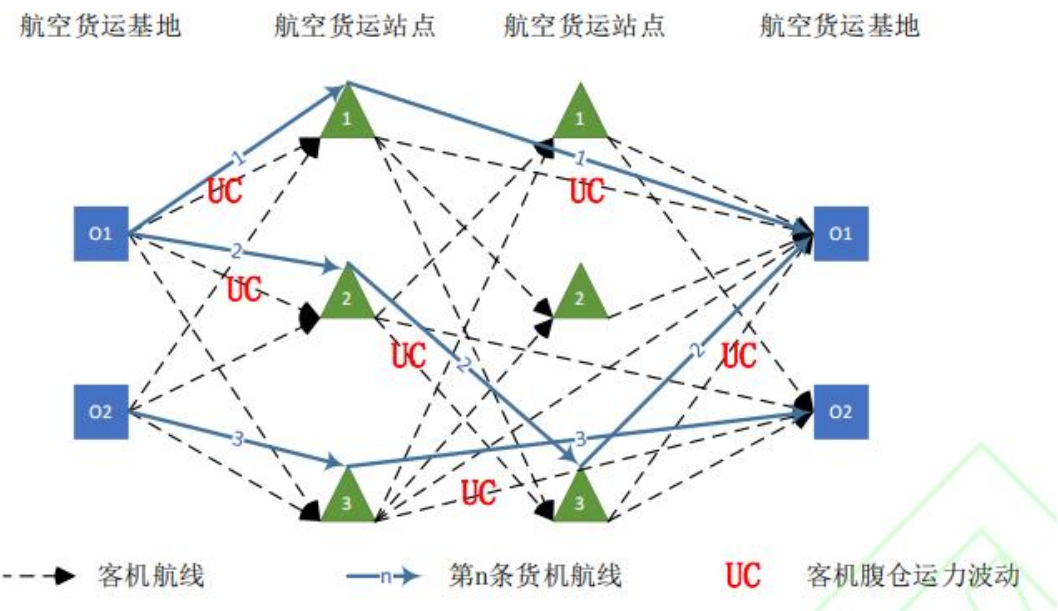 航空货运基地 航空货运站点 航空货运站点 航空货运基地
1 1
1 1
UC UC
O1 2 O1
UC 2 2
UC 2 2 UC
O2 O2
3 3
UC 3 3
客机航线 n 第n条货机航线 UC 客机腹仓运力波动